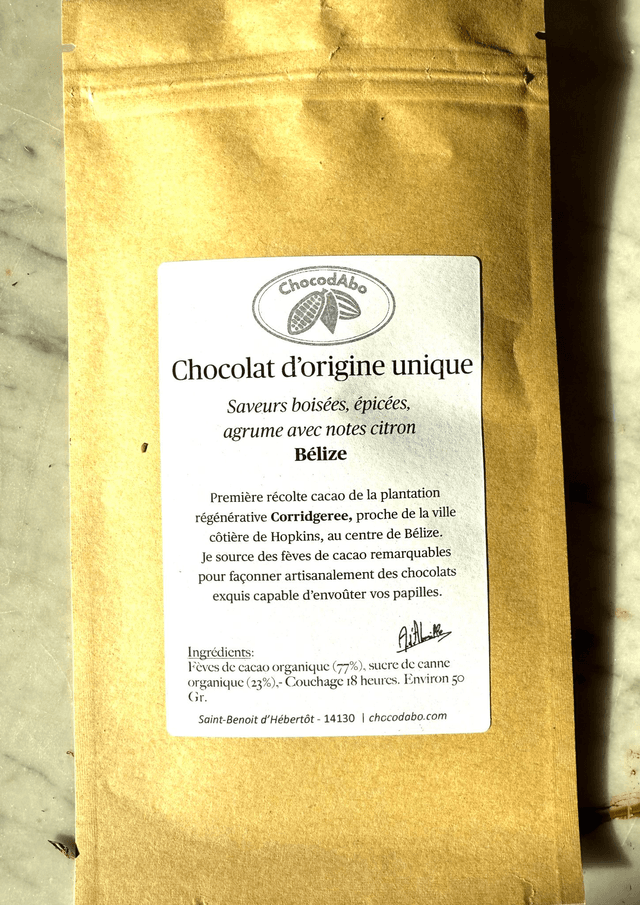 ChocodAbo
Chocolat d'origine unique
Saveurs boisées, épicées,
agrume avec notes citron
Bélize
Première récolte cacao de la plantation
régénérative Corridgeree, proche de la ville
côtière de Hopkins, au centre de Bélize.
Je source des fèves de cacao remarquables
pour façonner artisanalement des chocolats
exquis capable d'envoûter vos papilles.
Ingrédients:
Fèves de cacao organique (77%), sucre de canne
organique (23%),- Couchage 18 heures. Environ 50
Gr.
Saint-Benoit d'Hébertôt - 14130 | chocodabo.com